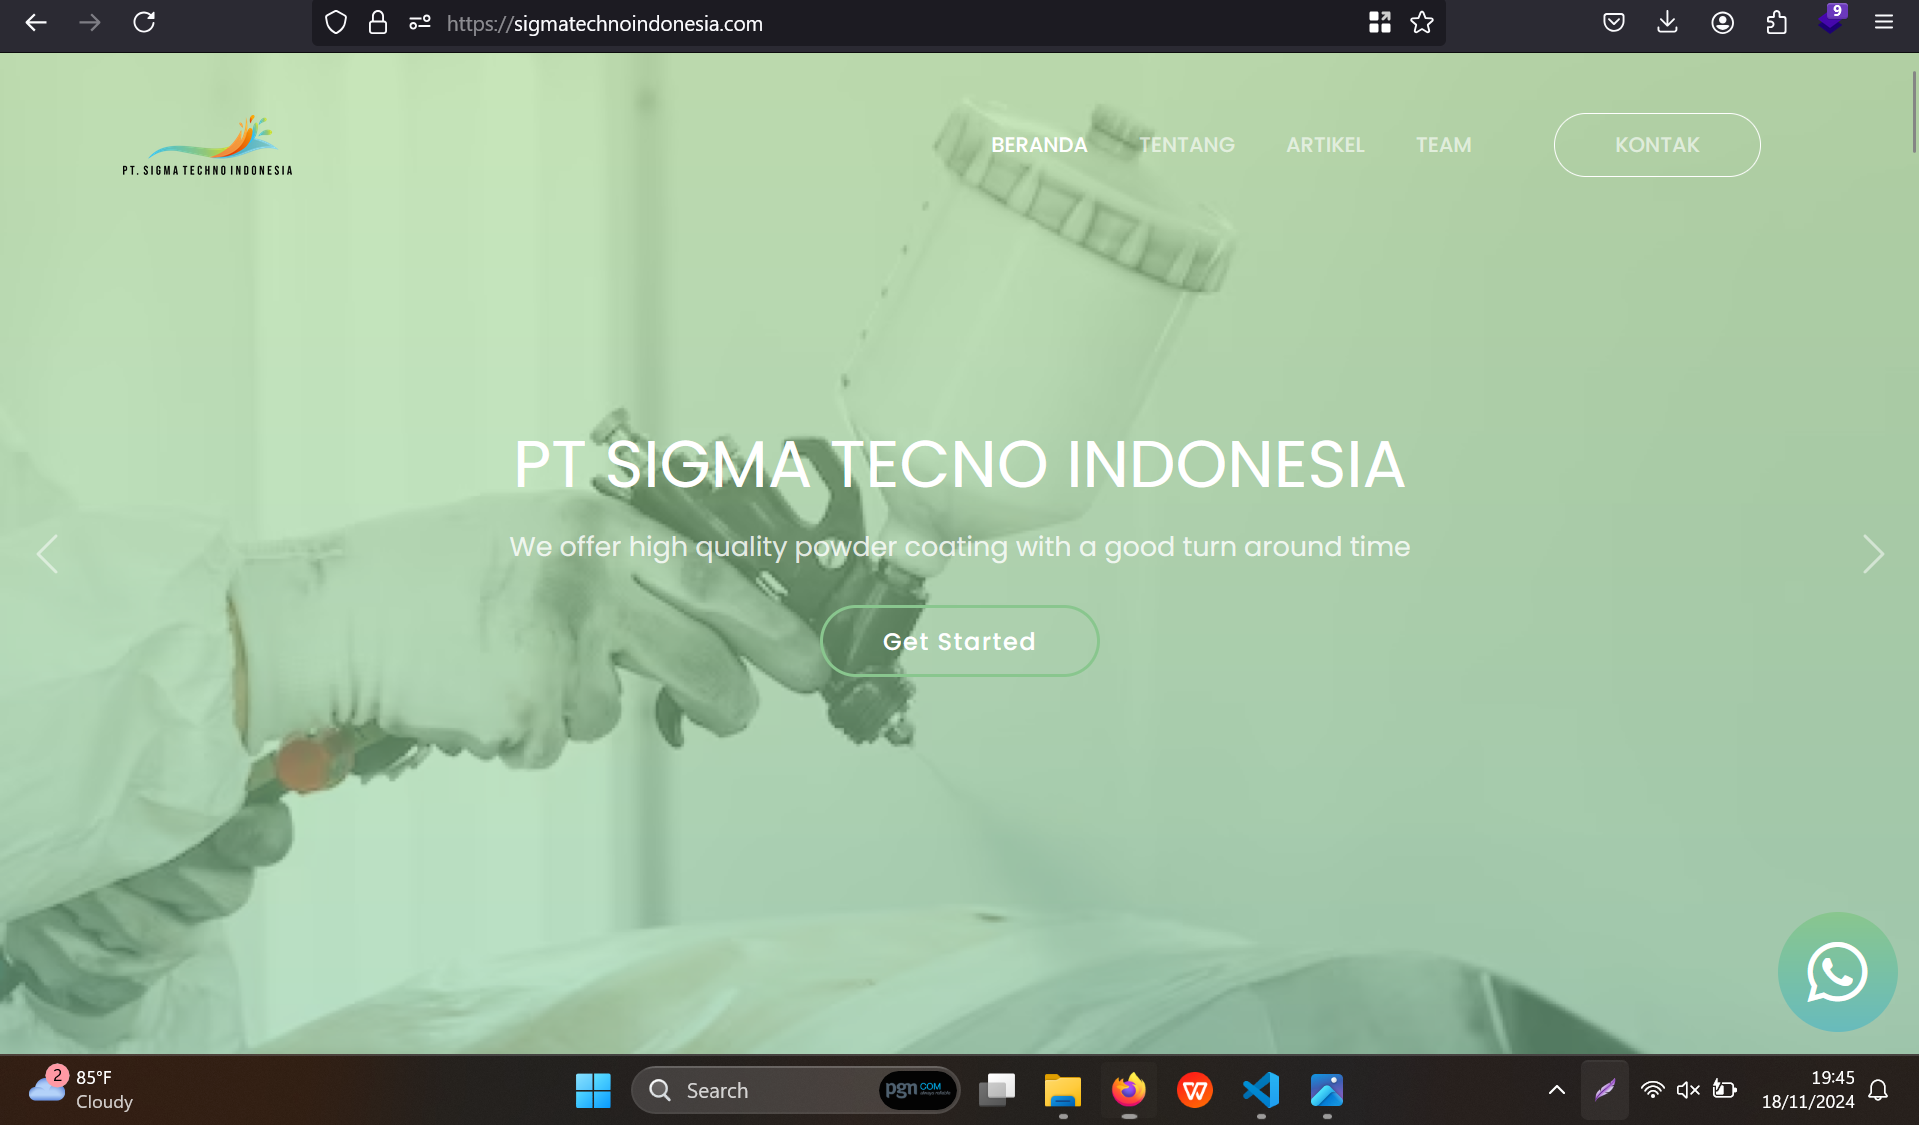 https://sigmatechnoindonesia.com
9
PT. SIGMA TECHNO INDONESIA
BERANDA TENTANG ARTIKEL TEAM KONTAK
PT SIGMA TECNO INDONESIA
We offer high quality powder coating with a good turn around time
Get Started
2
85°F
Cloudy
Search
pgn COM
19:45
18/11/2024